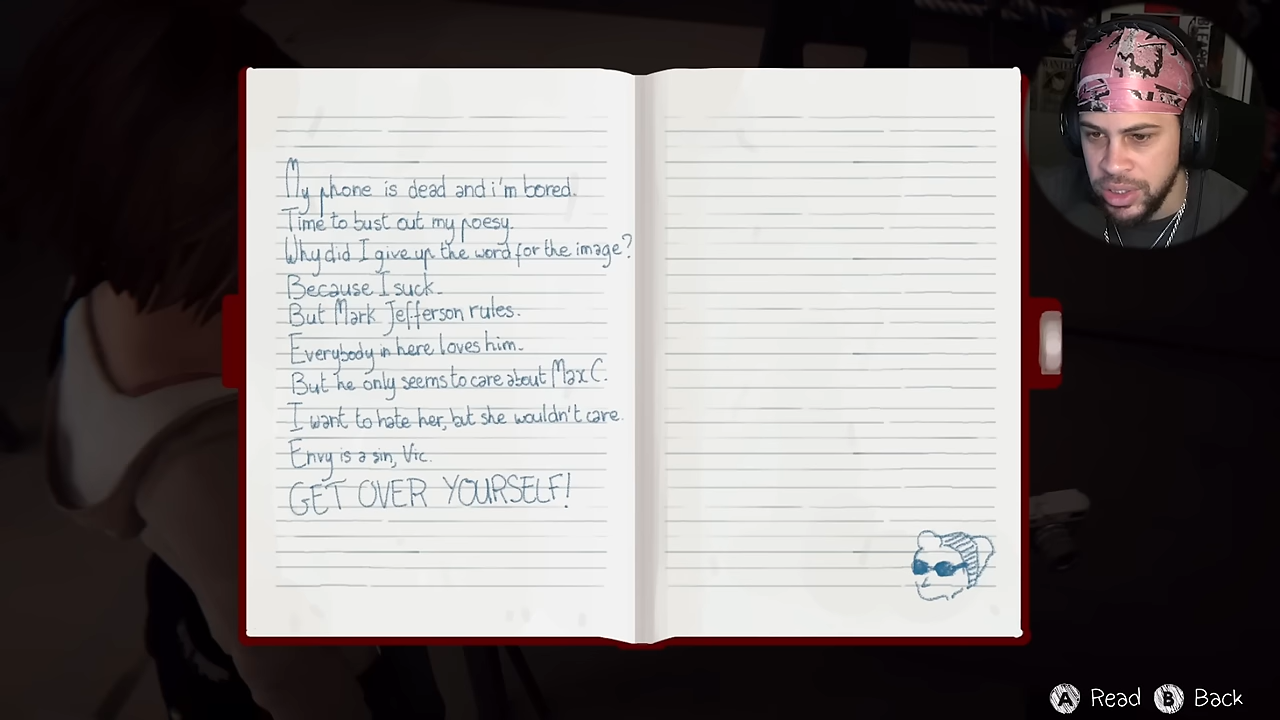 My phone is dead and i'm bored.
Time to bust out my poesy.
Why did I give up the word for the image?
Because I suck.
But Mark Jefferson rules.
Everybody in here loves him.
But he only seems to care about Max C.
I want to hate her, but she wouldn't care.
Envy is a sin, Vic.
GET OVER YOURSELF!
A Read B Back